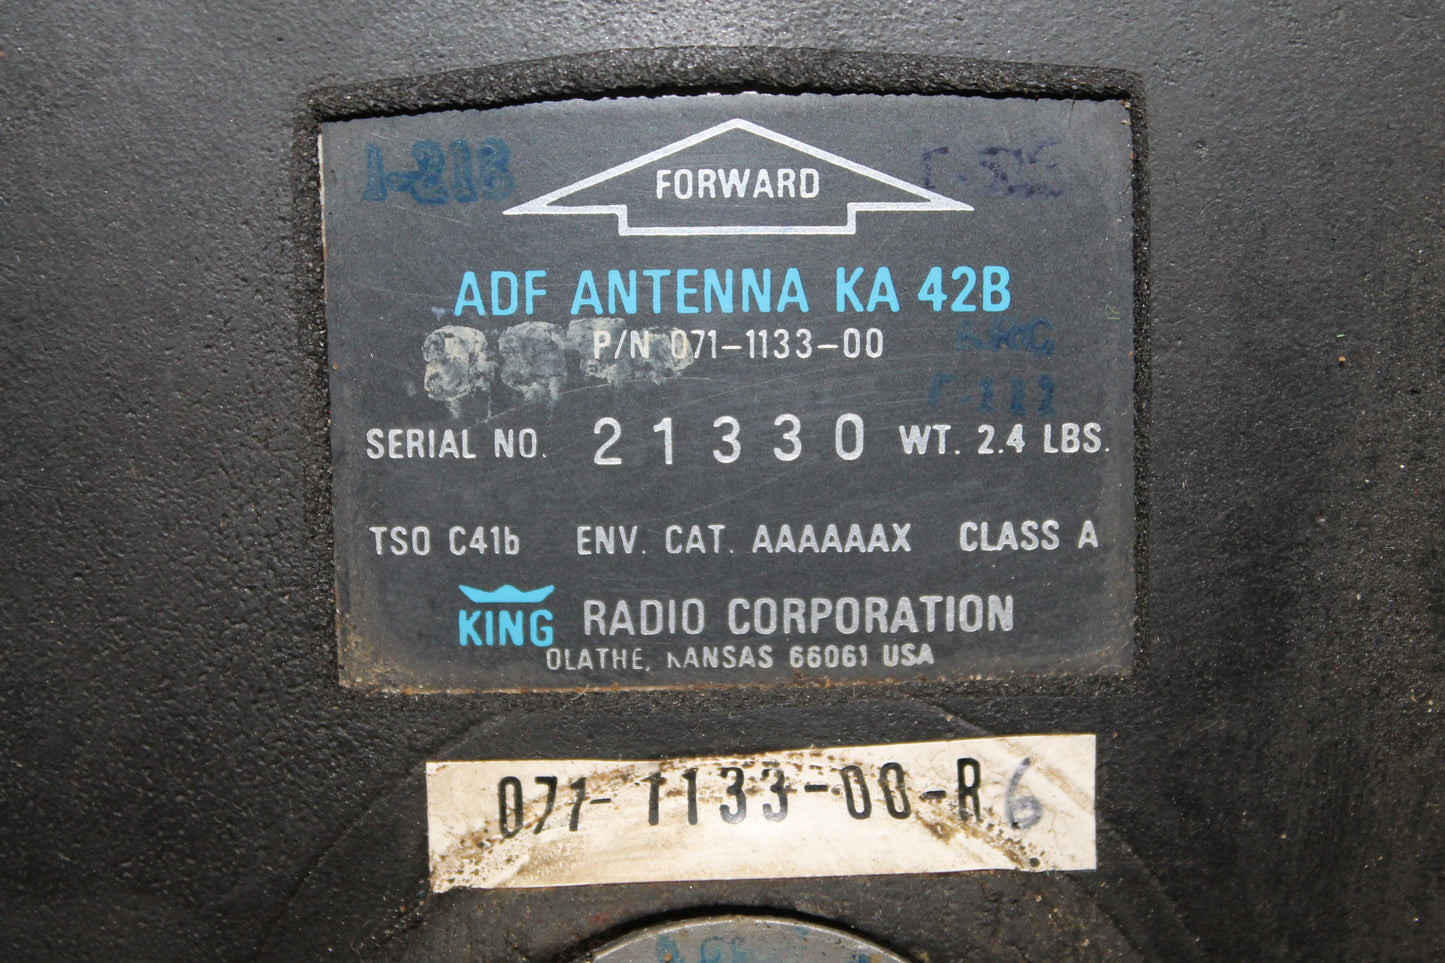 FORWARD
ADF ANTENNA KA 42B
P/N 071-1133-00
SERIAL NO. 21330 WT. 2.4 LBS.
TSO C41b ENV. CAT. AAAAAAX CLASS A
KING RADIO CORPORATION
OLATHE, KANSAS 66061 USA
071-1133-00-R6